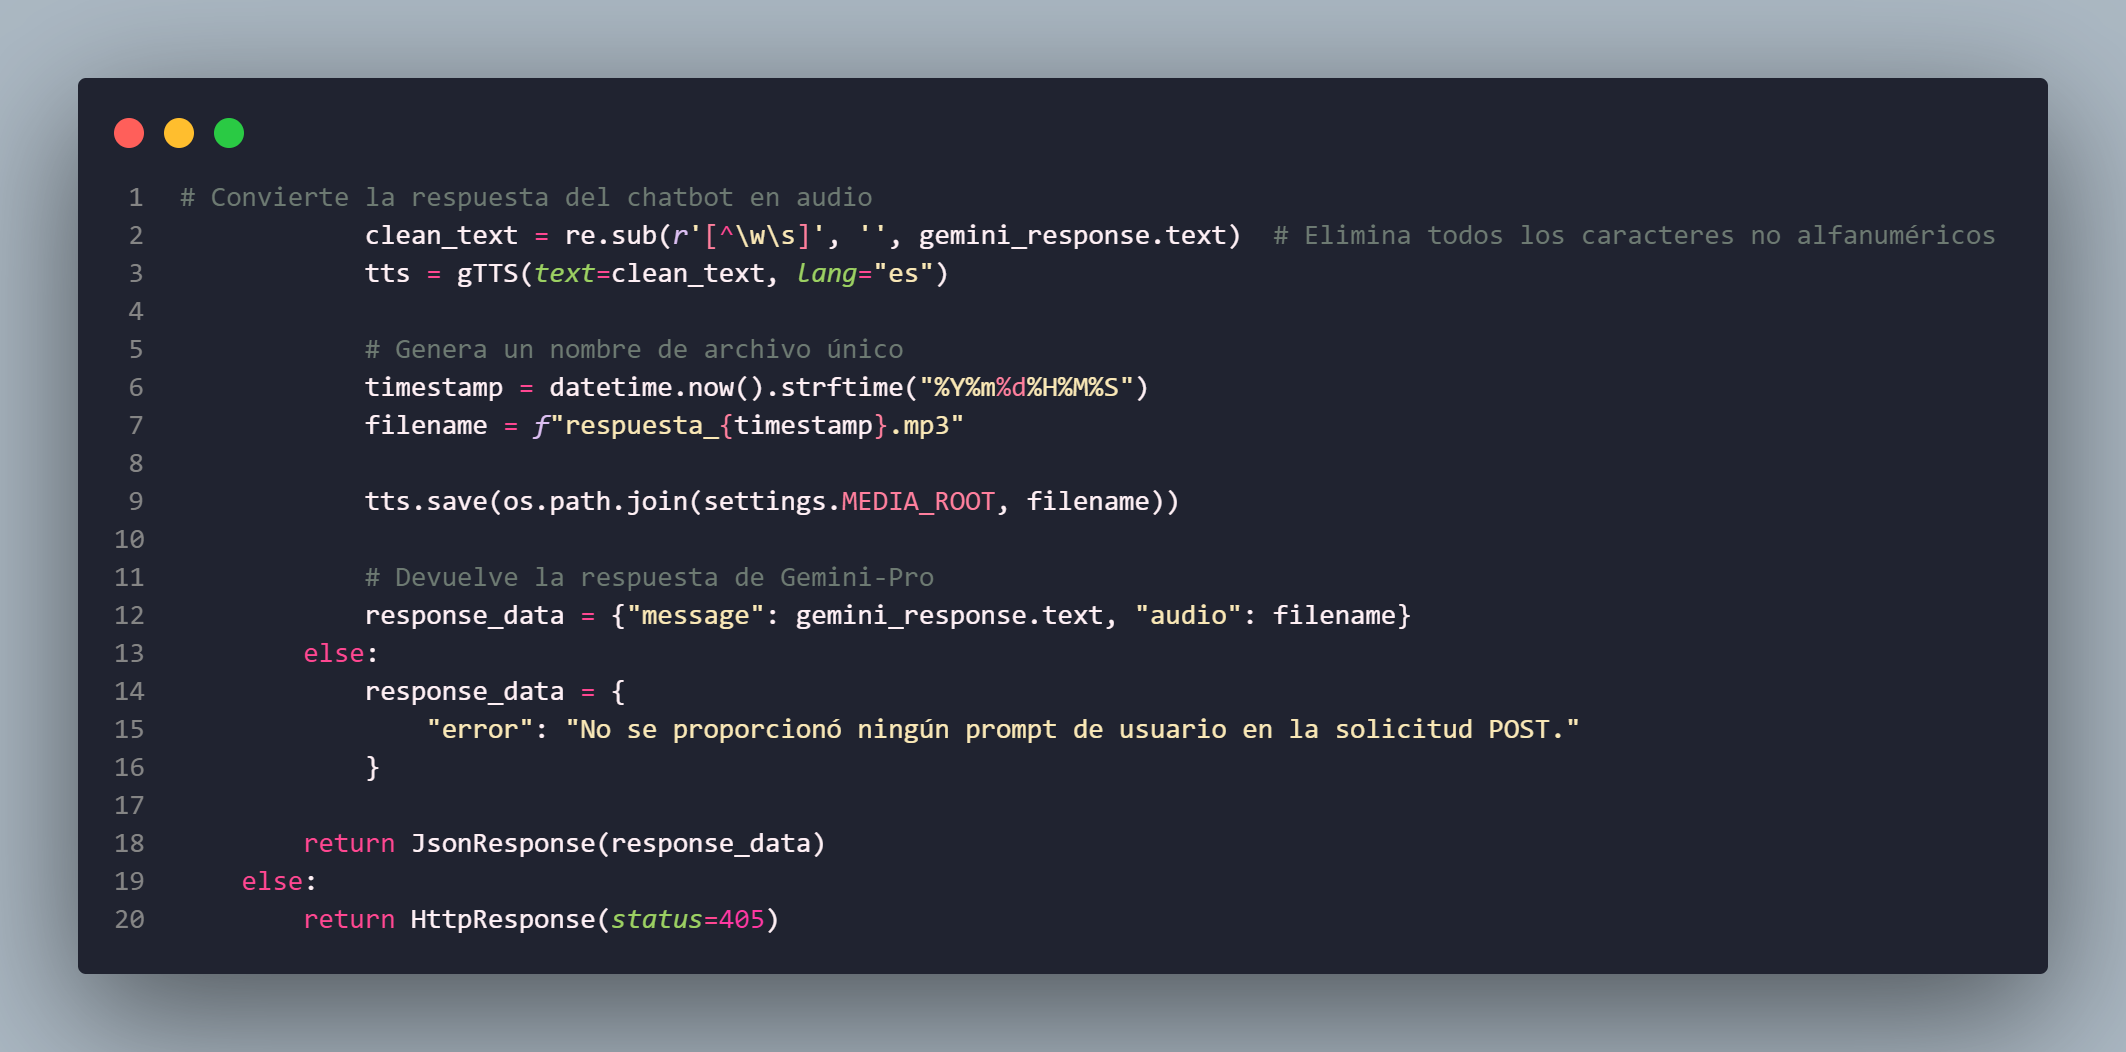 1 # Convierte la respuesta del chatbot en audio
2             clean_text = re.sub(r'[^\w\s]', '', gemini_response.text)  # Elimina todos los caracteres no alfanuméricos
3             tts = gTTS(text=clean_text, lang="es")
4
5             # Genera un nombre de archivo único
6             timestamp = datetime.now().strftime("%Y%m%d%H%M%S")
7             filename = f"respuesta_{timestamp}.mp3"
8
9             tts.save(os.path.join(settings.MEDIA_ROOT, filename))
10
11             # Devuelve la respuesta de Gemini-Pro
12             response_data = {"message": gemini_response.text, "audio": filename}
13         else:
14             response_data = {
15                 "error": "No se proporcionó ningún prompt de usuario en la solicitud POST."
16             }
17
18         return JsonResponse(response_data)
19     else:
20         return HttpResponse(status=405)